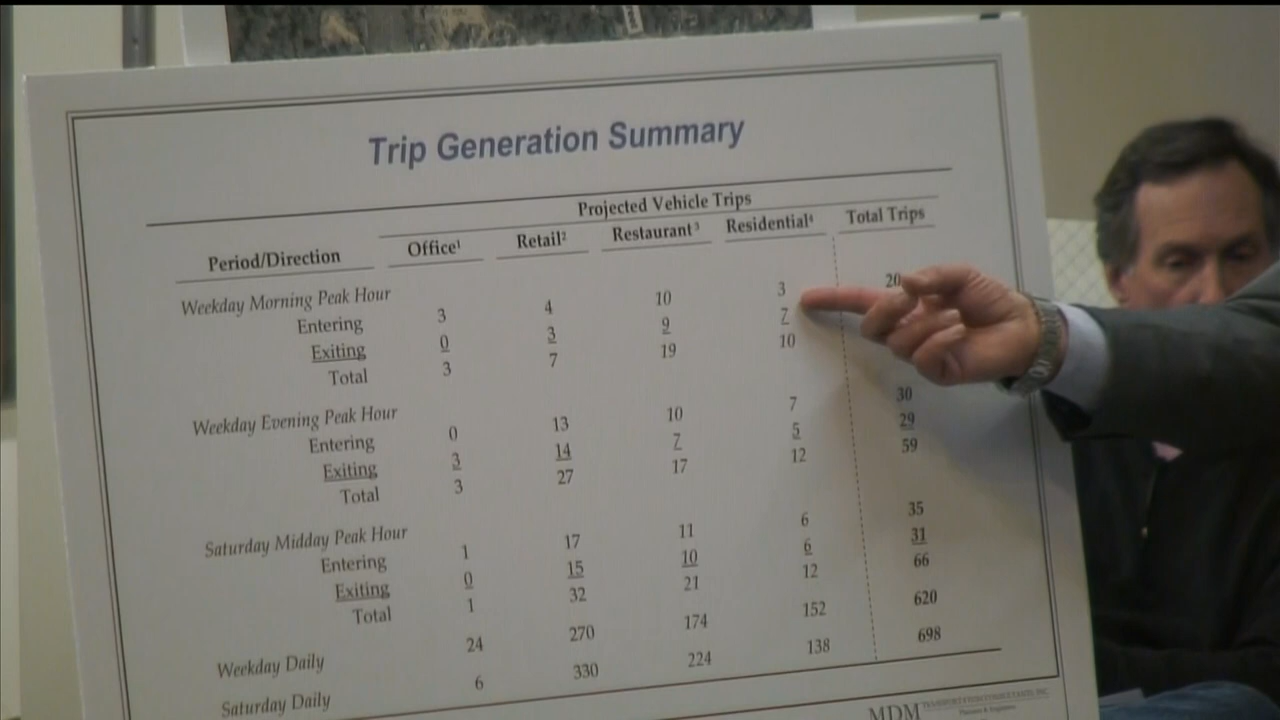 Trip Generation Summary
Projected Vehicle Trips
Period/Direction Office¹ Retail² Restaurant³ Residential⁴ Total Trips
Weekday Morning Peak Hour
Entering 3 4 10 3 20
Exiting 0 3 9 7
Total 3 7 19 10
Weekday Evening Peak Hour
Entering 0 13 10 7 30
Exiting 3 14 7 5 29
Total 3 27 17 12 59
Saturday Midday Peak Hour
Entering 1 17 11 6 35
Exiting 0 15 10 6 31
Total 1 32 21 12 66
Weekday Daily 24 270 174 152 620
Saturday Daily 6 330 224 138 698
MDM TRANSPORTATION CONSULTANTS, INC.